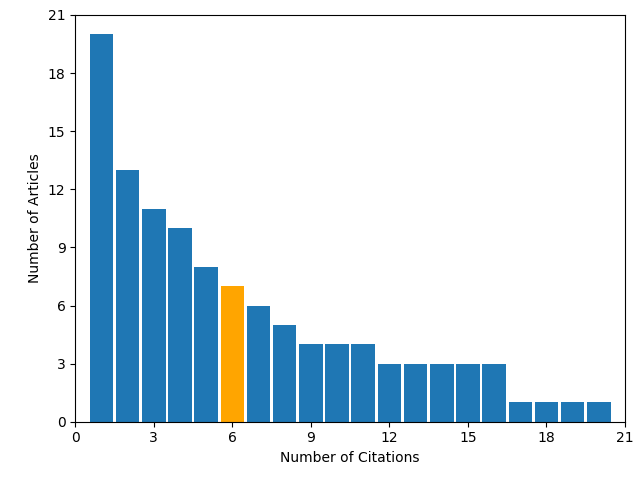 21
18
15
12
9
6
3
0
Number of Articles
0 3 6 9 12 15 18 21
Number of Citations